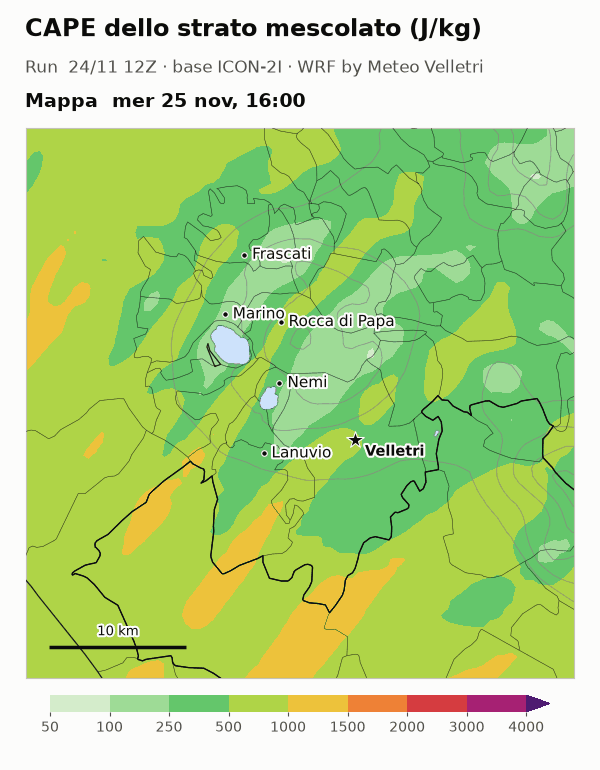 CAPE dello strato mescolato (J/kg)
Run  24/11 12Z · base ICON-2I · WRF by Meteo Velletri
Mappa  mer 25 nov, 16:00
Frascati
Marino
Rocca di Papa
Nemi
Velletri
Lanuvio
10 km
50 100 250 500 1000 1500 2000 3000 4000